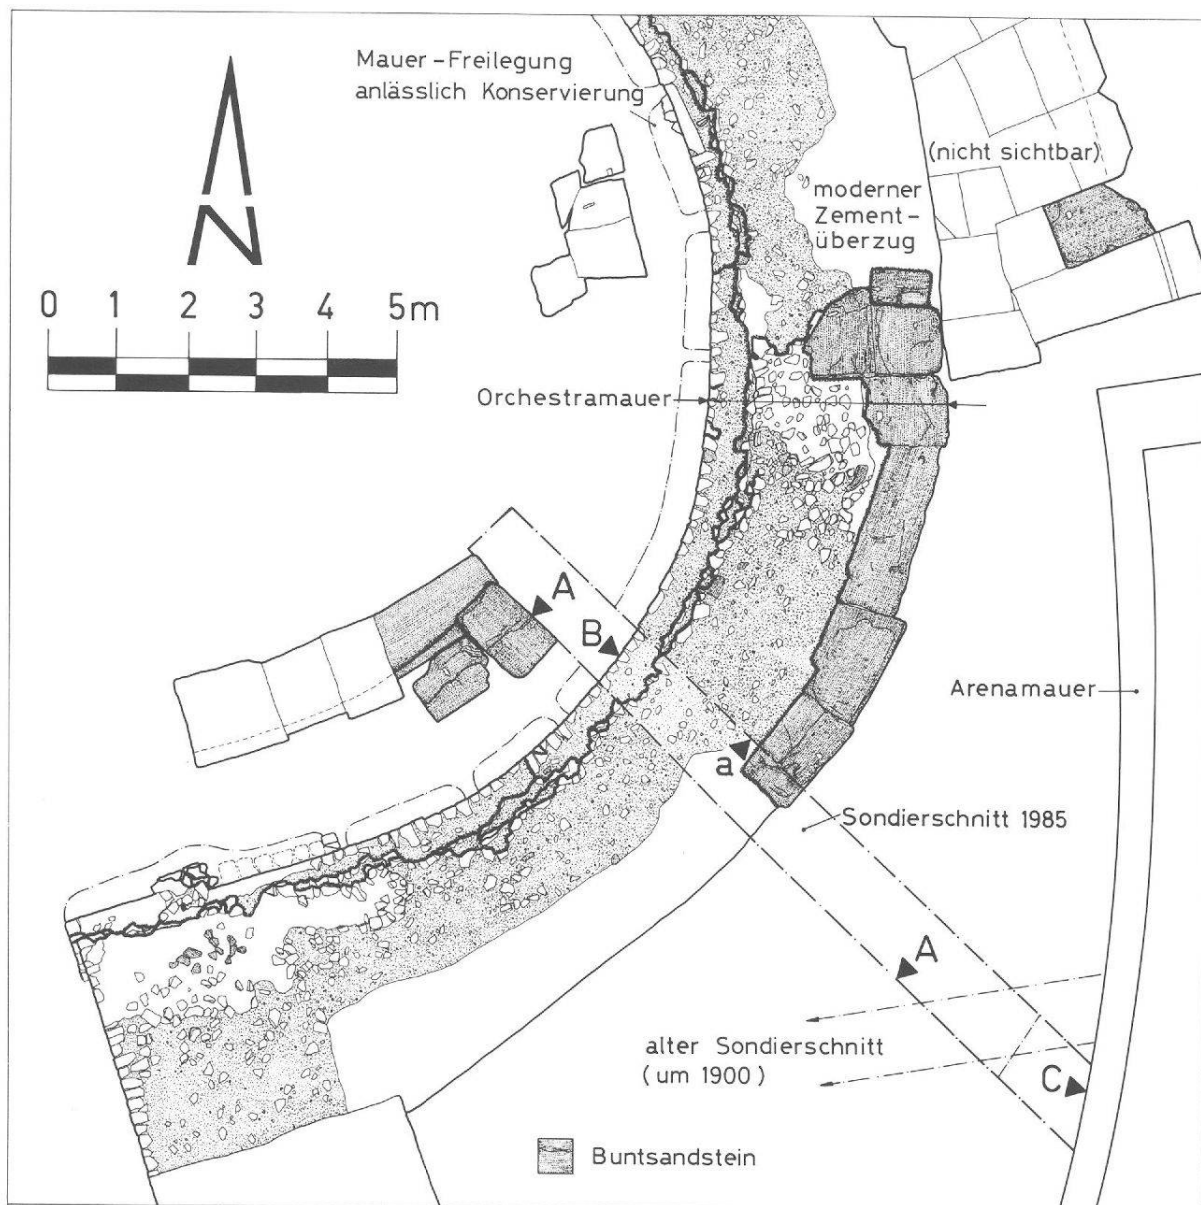 Mauer-Freilegung
anlässlich Konservierung
(nicht sichtbar)
moderner
Zement-
überzug
N
0 1 2 3 4 5m
Orchestramauer
A
B
Arenamauer
a
Sondierschnitt 1985
A
alter Sondierschnitt
(um 1900)
C
Buntsandstein